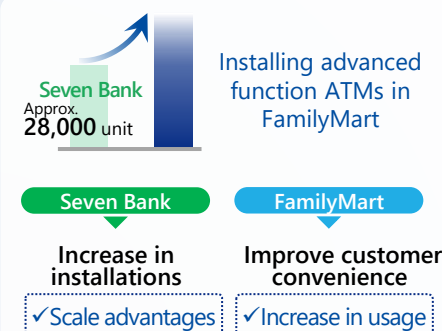 Seven Bank
Approx.
28,000 unit
Installing advanced
function ATMs in
FamilyMart
Seven Bank
FamilyMart
Increase in
installations
Improve customer
convenience
✓Scale advantages
✓Increase in usage